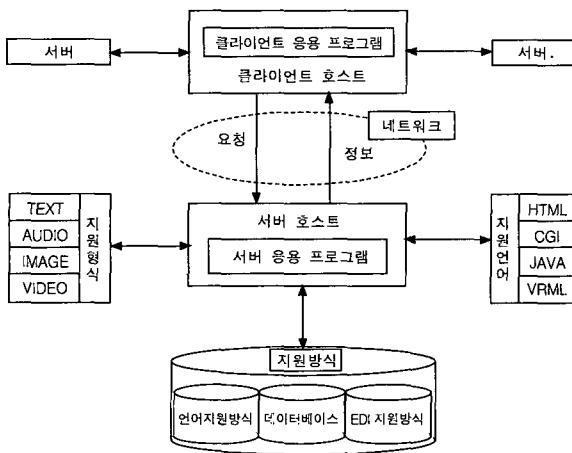 클라이언트 응용 프로그램
클라이언트 호스트
서버
서버.
네트워크
요청
정보
서버 호스트
서버 응용 프로그램
TEXT
AUDIO
IMAGE
VIDEO
지원형식
지원언어
HTML
CGI
JAVA
VRML
지원방식
언어지원방식
데이터베이스
EDI 지원방식